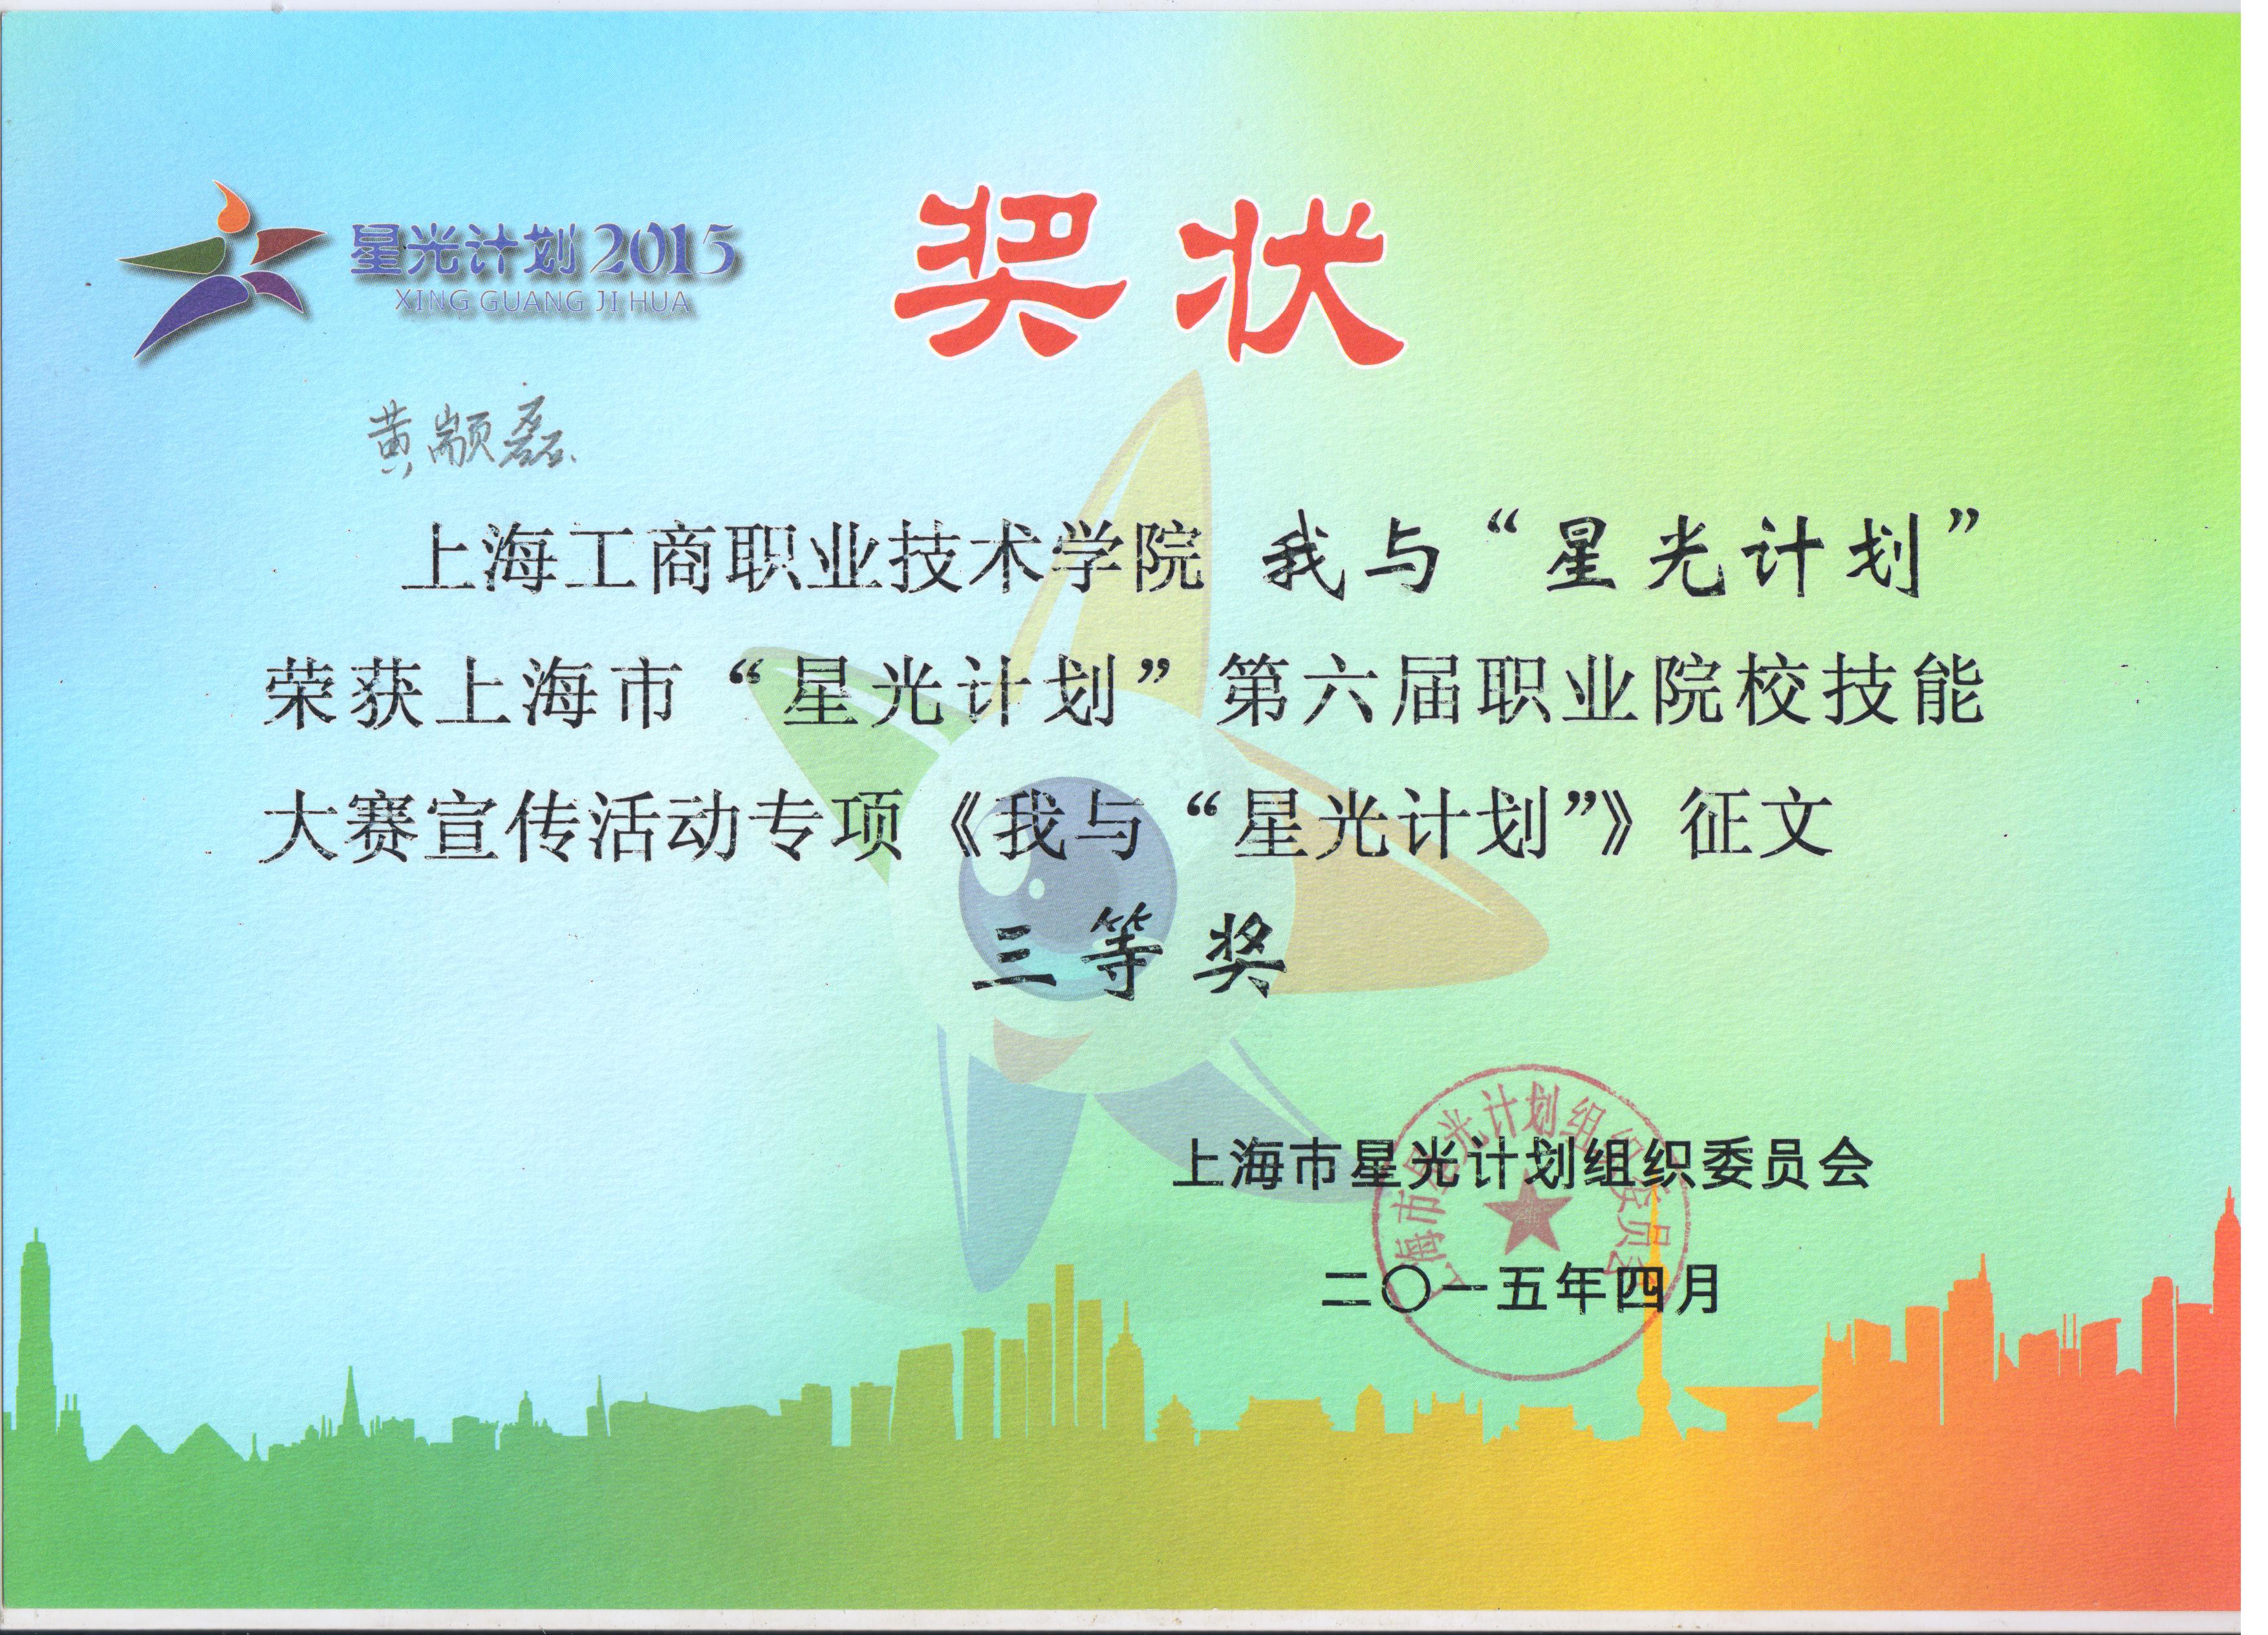 星光计划2015
XING GUANG JI HUA
奖状
黄颛磊
上海工商职业技术学院 我与“星光计划”
荣获上海市“星光计划”第六届职业院校技能
大赛宣传活动专项《我与“星光计划”》征文
三等奖
上海市星光计划组织委员会
上海市星光计划组织委员会
二〇一五年四月